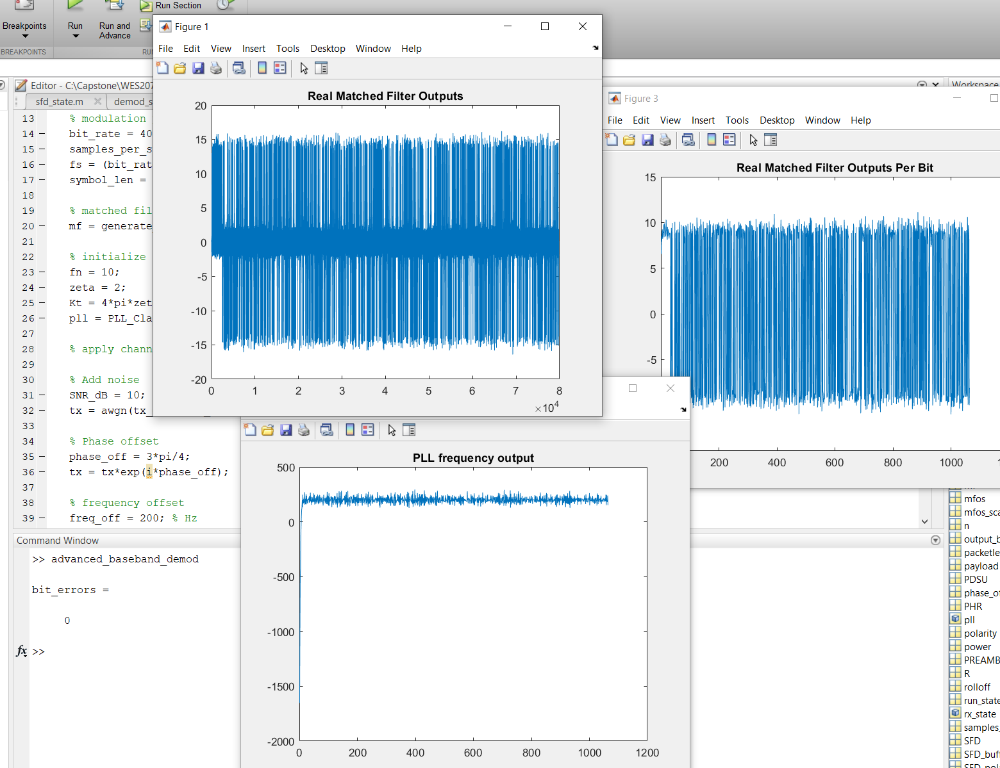 Run Section
Breakpoints
Run
Run and
Advance
BREAKPOINTS
RU
Figure 1
File Edit View Insert Tools Desktop Window Help
Real Matched Filter Outputs
20
15
10
5
0
-5
-10
-15
-20
0 1 2 3 4 5 6 7 8
×10^4
Editor - C:\Capstone\WES207
sfd_state.m
demod_s
13 % modulation
14 – bit_rate = 40
15 – samples_per_s
16 – fs = (bit_rat
17 – symbol_len =
18
19 % matched fil
20 – mf = generate
21
22 % initialize
23 – fn = 10;
24 – zeta = 2;
25 – Kt = 4*pi*zet
26 – pll = PLL_Cla
27
28 % apply chann
29
30 % Add noise
31 – SNR_dB = 10;
32 – tx = awgn(tx_
33
34 % Phase offset
35 – phase_off = 3*pi/4;
36 – tx = tx*exp(i*phase_off);
37
38 % frequency offset
39 – freq_off = 200; % Hz
Workspace
Figure 3
File Edit View Insert Tools Desktop Window Help
Real Matched Filter Outputs Per Bit
15
10
5
0
-5
200 400 600 800 1000
PLL frequency output
500
0
-500
-1000
-1500
-2000
0 200 400 600 800 1000 1200
Command Window
>> advanced_baseband_demod
bit_errors =
0
fx >>
mfos
mfos_sca
n
output_b
packetle
payload
PDSU
phase_of
PHR
pll
polarity
power
PREAMB
R
rolloff
run_state
rx_state
samples_
SFD
SFD_buf